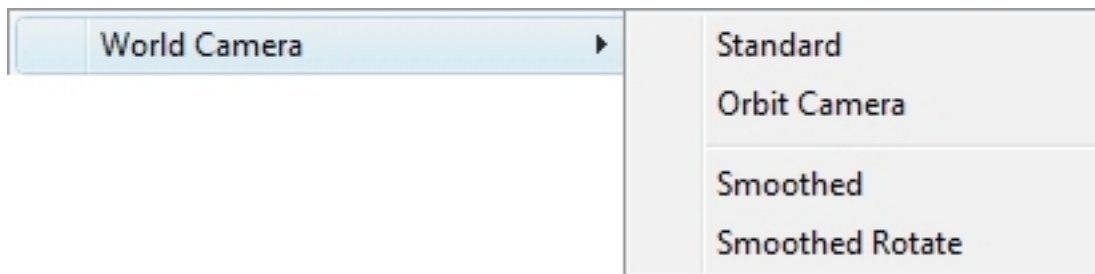 World Camera
Standard
Orbit Camera
Smoothed
Smoothed Rotate